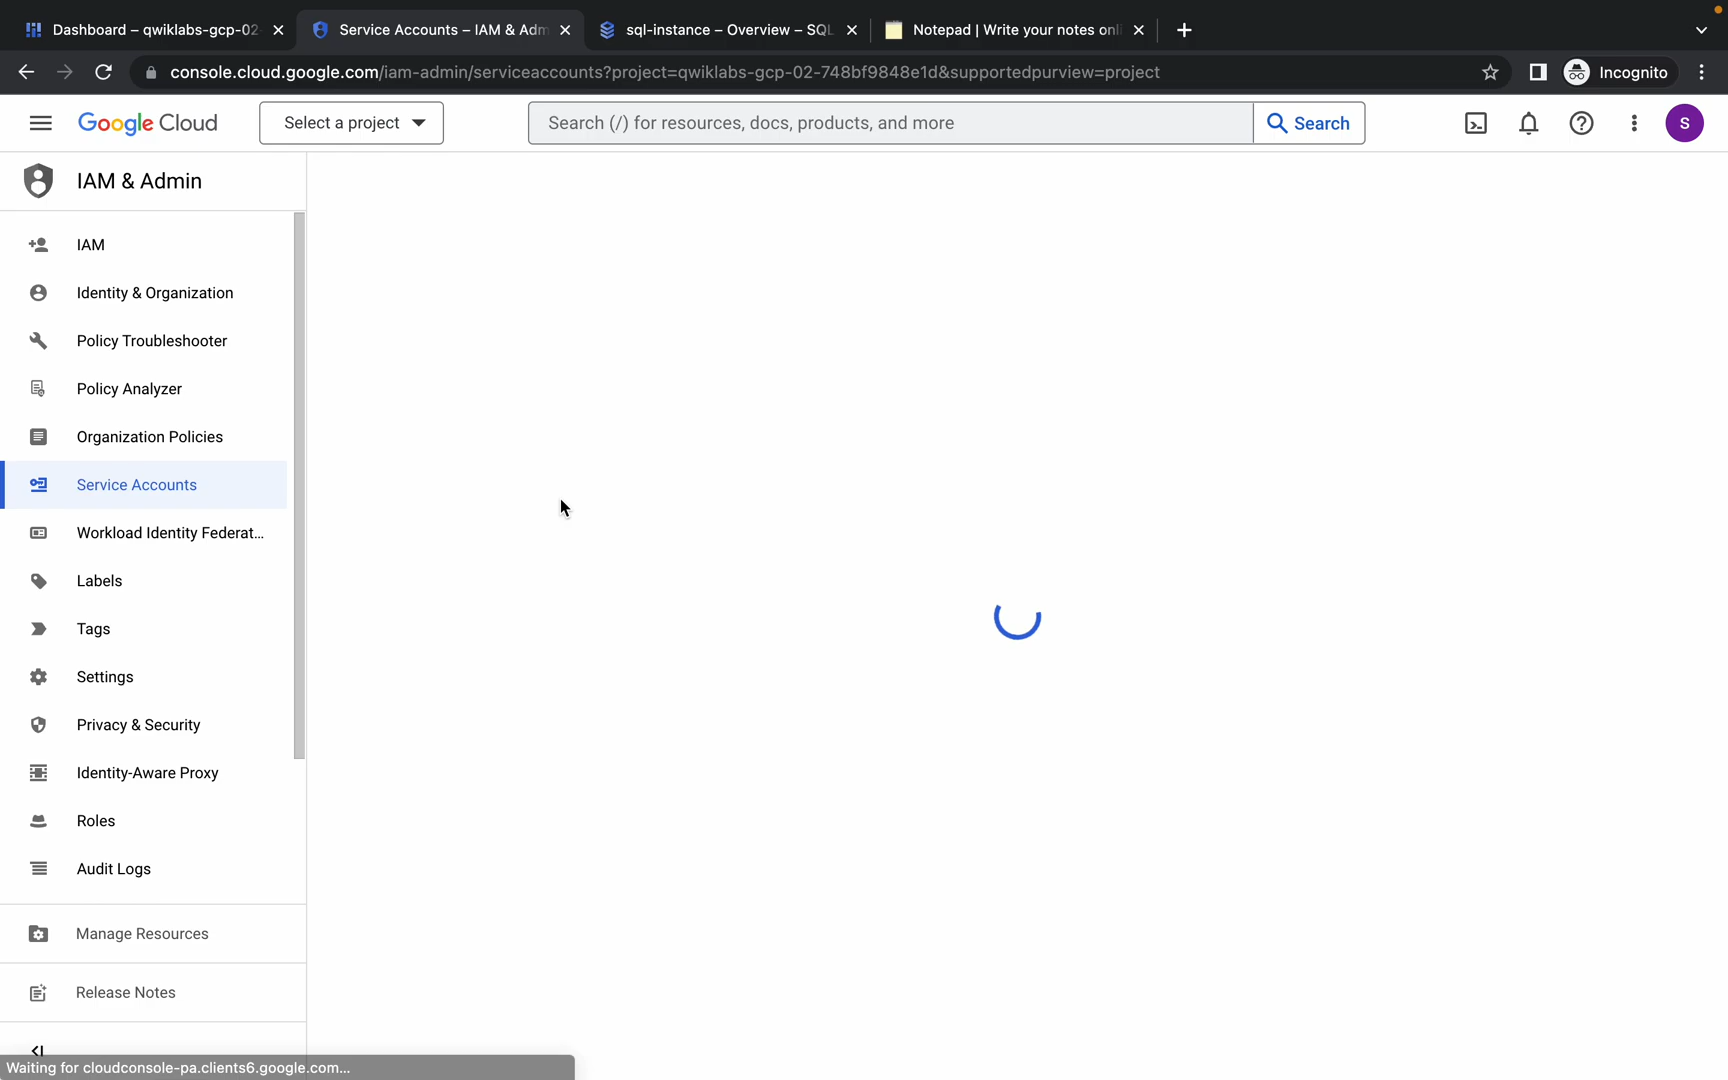 Dashboard – qwiklabs-gcp-02
Service Accounts – IAM & Adm
sql-instance – Overview – SQL
Notepad | Write your notes onli
console.cloud.google.com/iam-admin/serviceaccounts?project=qwiklabs-gcp-02-748bf9848e1d&supportedpurview=project
Incognito
Google Cloud
Select a project
Search (/) for resources, docs, products, and more
Search
S
IAM & Admin
IAM
Identity & Organization
Policy Troubleshooter
Policy Analyzer
Organization Policies
Service Accounts
Workload Identity Federat...
Labels
Tags
Settings
Privacy & Security
Identity-Aware Proxy
Roles
Audit Logs
Manage Resources
Release Notes
Waiting for cloudconsole-pa.clients6.google.com...